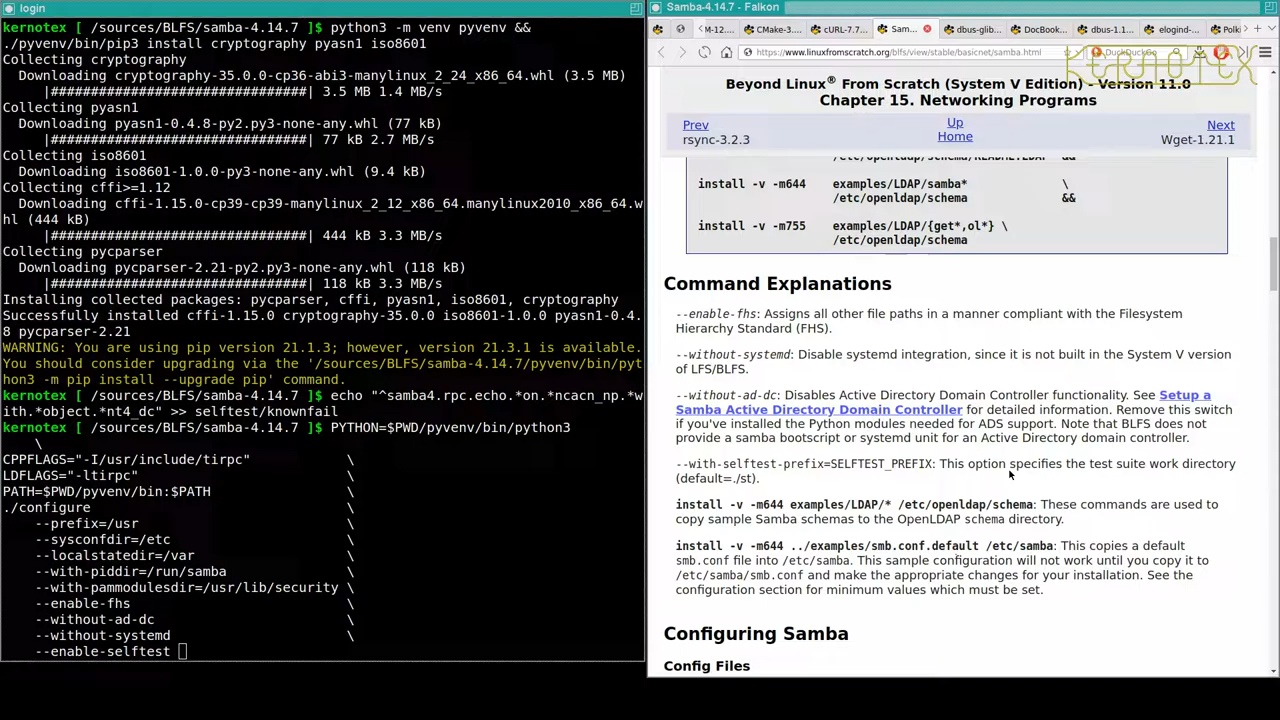 login
kernotex [ /sources/BLFS/samba-4.14.7 ]$ python3 -m venv pyvenv &&
./pyvenv/bin/pip3 install cryptography pyasn1 iso8601
Collecting cryptography
  Downloading cryptography-35.0.0-cp36-abi3-manylinux_2_24_x86_64.whl (3.5 MB)
     |################################| 3.5 MB 1.4 MB/s
Collecting pyasn1
  Downloading pyasn1-0.4.8-py2.py3-none-any.whl (77 kB)
     |################################| 77 kB 2.7 MB/s
Collecting iso8601
  Downloading iso8601-1.0.0-py3-none-any.whl (9.4 kB)
Collecting cffi>=1.12
  Downloading cffi-1.15.0-cp39-cp39-manylinux_2_12_x86_64.manylinux2010_x86_64.w
hl (444 kB)
     |################################| 444 kB 3.3 MB/s
Collecting pycparser
  Downloading pycparser-2.21-py2.py3-none-any.whl (118 kB)
     |################################| 118 kB 3.3 MB/s
Installing collected packages: pycparser, cffi, pyasn1, iso8601, cryptography
Successfully installed cffi-1.15.0 cryptography-35.0.0 iso8601-1.0.0 pyasn1-0.4.
8 pycparser-2.21
WARNING: You are using pip version 21.1.3; however, version 21.3.1 is available.
You should consider upgrading via the '/sources/BLFS/samba-4.14.7/pyvenv/bin/pyt
hon3 -m pip install --upgrade pip' command.
kernotex [ /sources/BLFS/samba-4.14.7 ]$ echo "^samba4.rpc.echo.*on.*ncacn_np.*w
ith.*object.*nt4_dc" >> selftest/knownfail
kernotex [ /sources/BLFS/samba-4.14.7 ]$ PYTHON=$PWD/pyvenv/bin/python3
    \
CPPFLAGS="-I/usr/include/tirpc" \
LDFLAGS="-ltirpc" \
PATH=$PWD/pyvenv/bin:$PATH \
./configure \
    --prefix=/usr \
    --sysconfdir=/etc \
    --localstatedir=/var \
    --with-piddir=/run/samba \
    --with-pammodulesdir=/usr/lib/security \
    --enable-fhs \
    --without-ad-dc \
    --without-systemd \
    --enable-selftest
Samba-4.14.7 - Falkon
M-12.... CMake-3.... cURL-7.7... Sam... dbus-glib... DocBook... dbus-1.1... elogind-... Polki
https://www.linuxfromscratch.org/blfs/view/stable/basicnet/samba.html
DuckDuckGo
KERNOTEX
Beyond Linux® From Scratch (System V Edition) - Version 11.0
Chapter 15. Networking Programs
Prev Up Next
rsync-3.2.3 Home Wget-1.21.1
/etc/openldap/schema/README.LDAP &&
install -v -m644 examples/LDAP/samba* \
/etc/openldap/schema &&
install -v -m755 examples/LDAP/{get*,ol*} \
/etc/openldap/schema
Command Explanations
--enable-fhs: Assigns all other file paths in a manner compliant with the Filesystem
Hierarchy Standard (FHS).
--without-systemd: Disable systemd integration, since it is not built in the System V version
of LFS/BLFS.
--without-ad-dc: Disables Active Directory Domain Controller functionality. See Setup a
Samba Active Directory Domain Controller for detailed information. Remove this switch
if you've installed the Python modules needed for ADS support. Note that BLFS does not
provide a samba bootscript or systemd unit for an Active Directory domain controller.
--with-selftest-prefix=SELFTEST_PREFIX: This option specifies the test suite work directory
(default=./st).
install -v -m644 examples/LDAP/* /etc/openldap/schema: These commands are used to
copy sample Samba schemas to the OpenLDAP schema directory.
install -v -m644 ../examples/smb.conf.default /etc/samba: This copies a default
smb.conf file into /etc/samba. This sample configuration will not work until you copy it to
/etc/samba/smb.conf and make the appropriate changes for your installation. See the
configuration section for minimum values which must be set.
Configuring Samba
Config Files